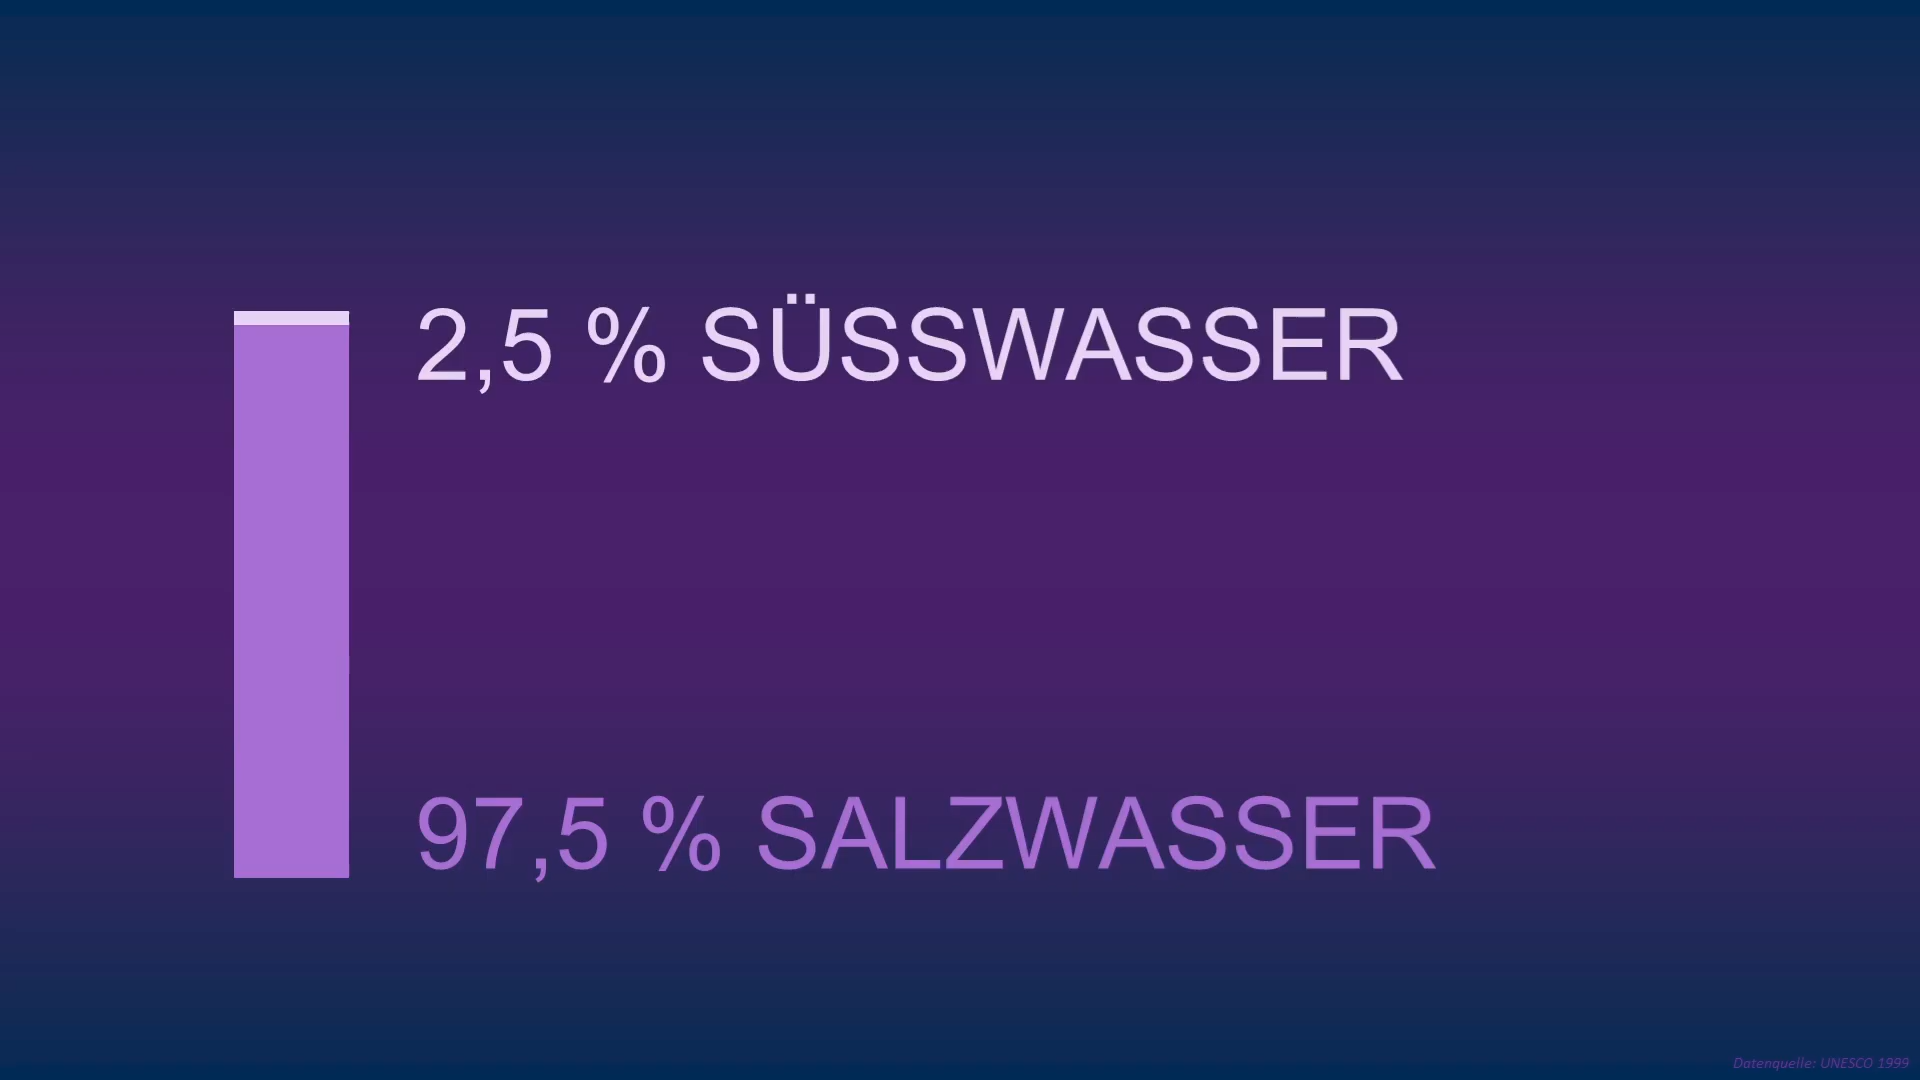 2,5 % SÜSSWASSER
97,5 % SALZWASSER
Datenquelle: UNESCO 1999